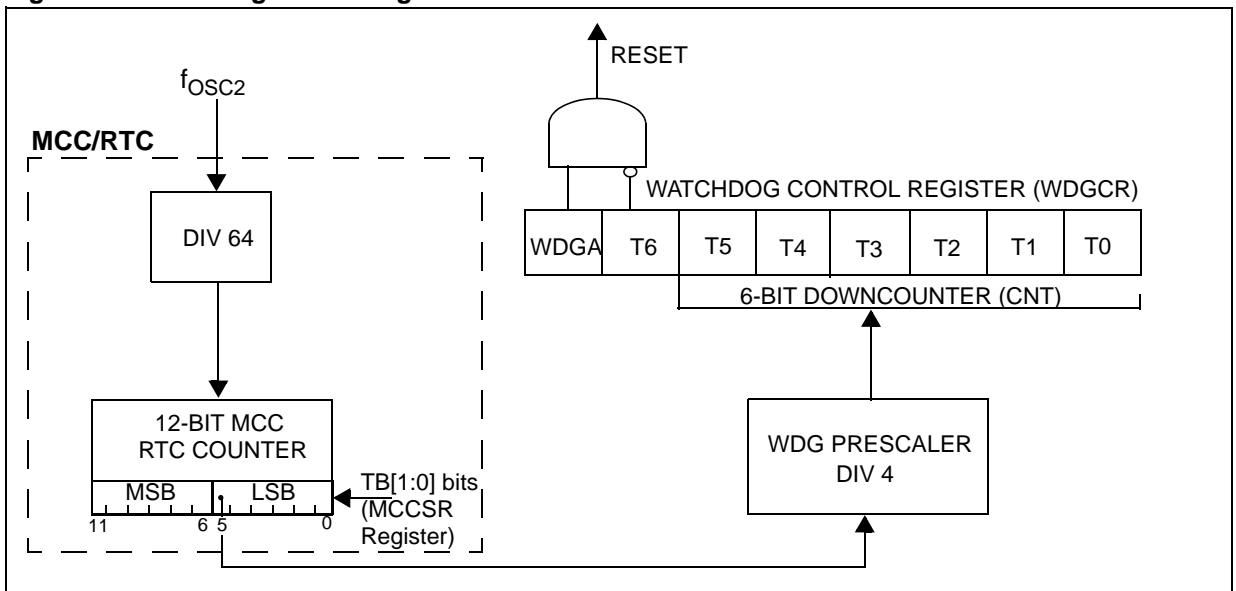 RESET
fOSC2
MCC/RTC
DIV 64
WATCHDOG CONTROL REGISTER (WDGCR)
WDGA T6 T5 T4 T3 T2 T1 T0
6-BIT DOWNCOUNTER (CNT)
12-BIT MCC
RTC COUNTER
MSB LSB
11 6 5 0
TB[1:0] bits
(MCCSR
Register)
WDG PRESCALER
DIV 4